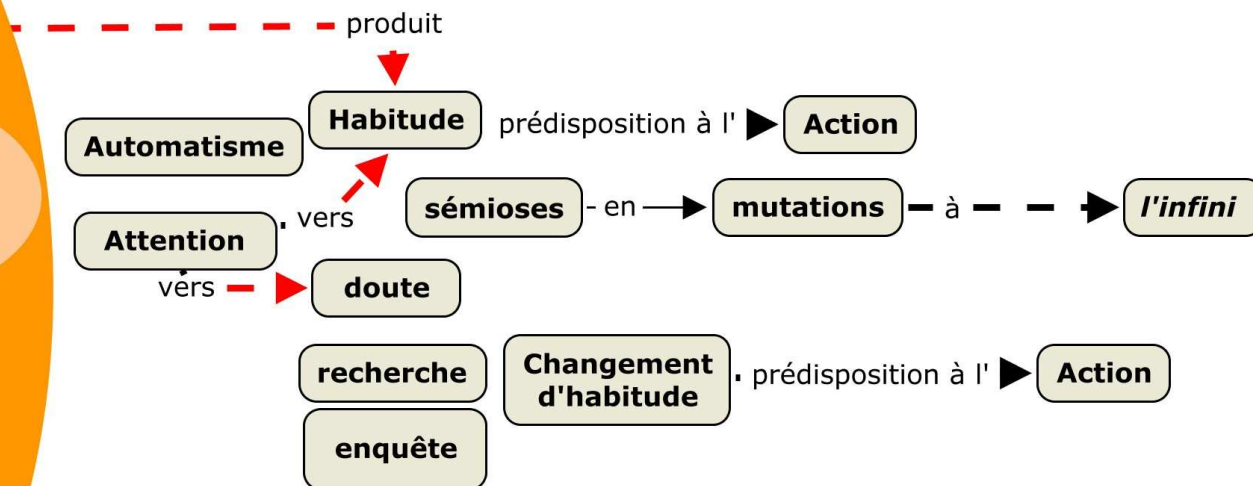 produit
Habitude prédisposition à l' Action
Automatisme
sémioses en mutations à l'infini
vers
Attention
vers doute
Changement
d'habitude
recherche prédisposition à l' Action
enquête